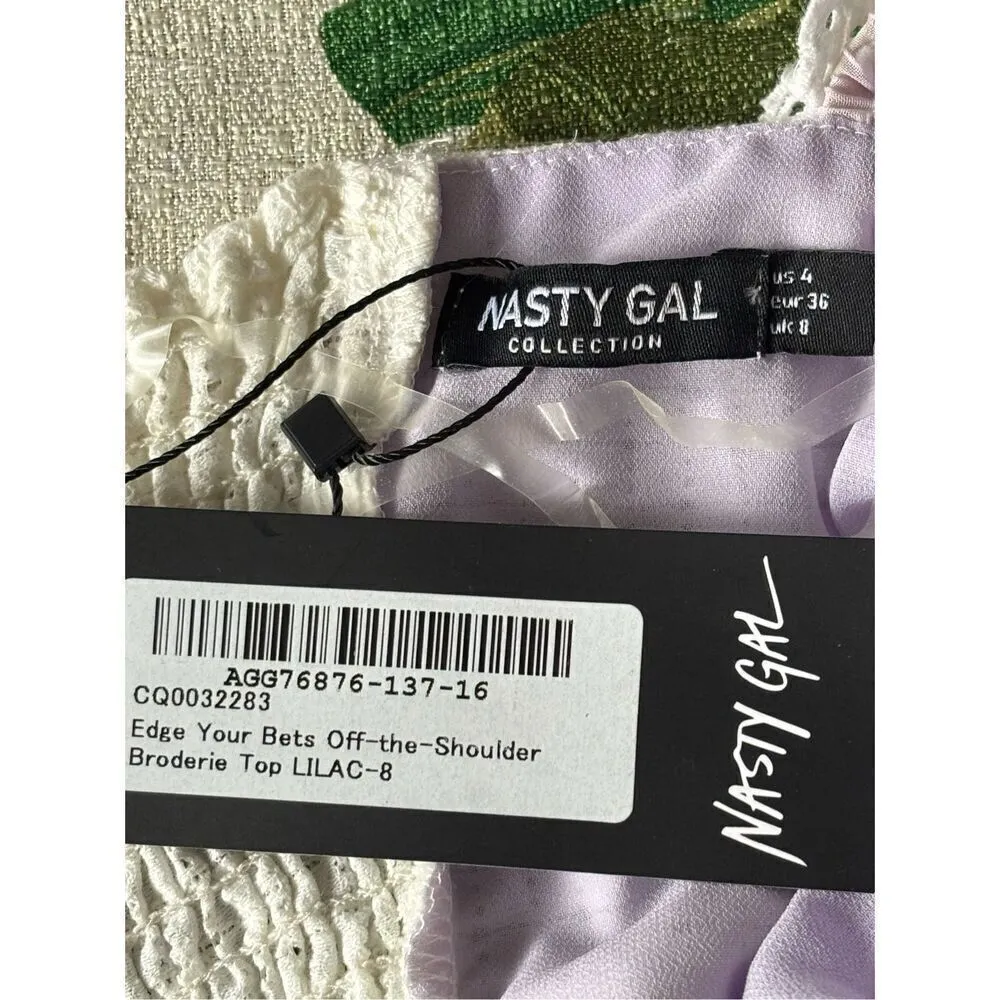 NASTY GAL
COLLECTION
us 4
eur 36
uk 8
AGG76876-137-16
CQ0032283
Edge Your Bets Off-the-Shoulder
Broderie Top LILAC-8
NASTY GAL